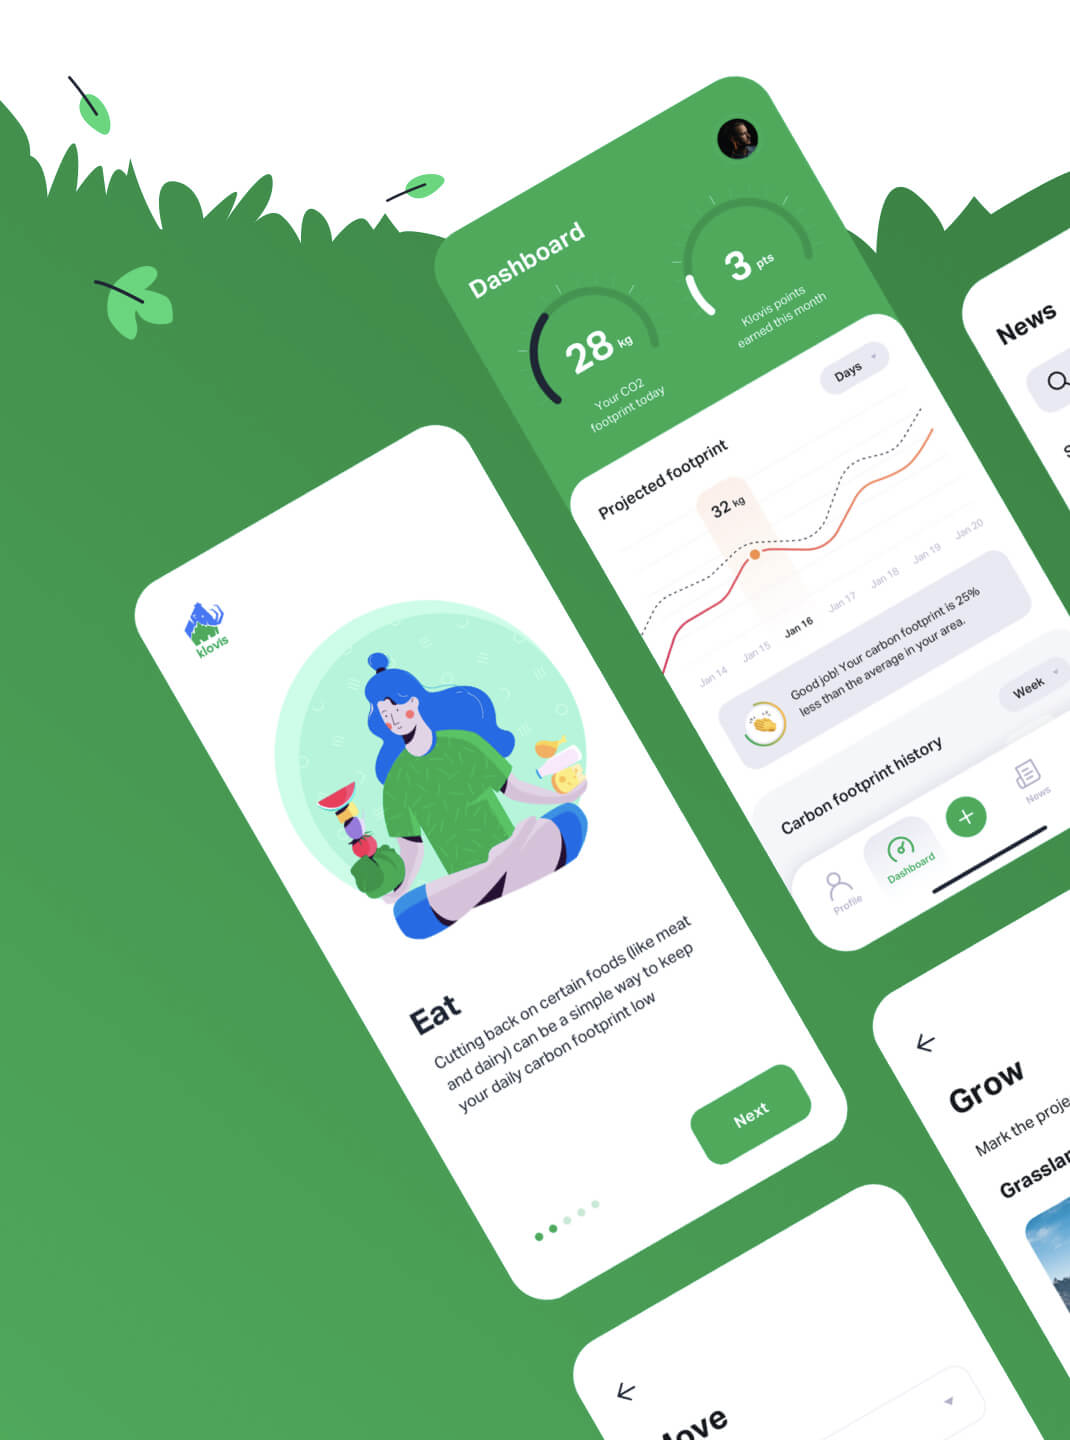 Dashboard
28 kg
Your CO2
footprint today
3 pts
Klovis points
earned this month
Days
Projected footprint
32 kg
Jan 14
Jan 15
Jan 16
Jan 17
Jan 18
Jan 19
Jan 20
Good job! Your carbon footprint is 25%
less than the average in your area.
Carbon footprint history
Week
Profile
Dashboard
News
News
S
klovis
Eat
Cutting back on certain foods (like meat
and dairy) can be a simple way to keep
your daily carbon footprint low
Next
Grow
Mark the proje
Grasslan
ove